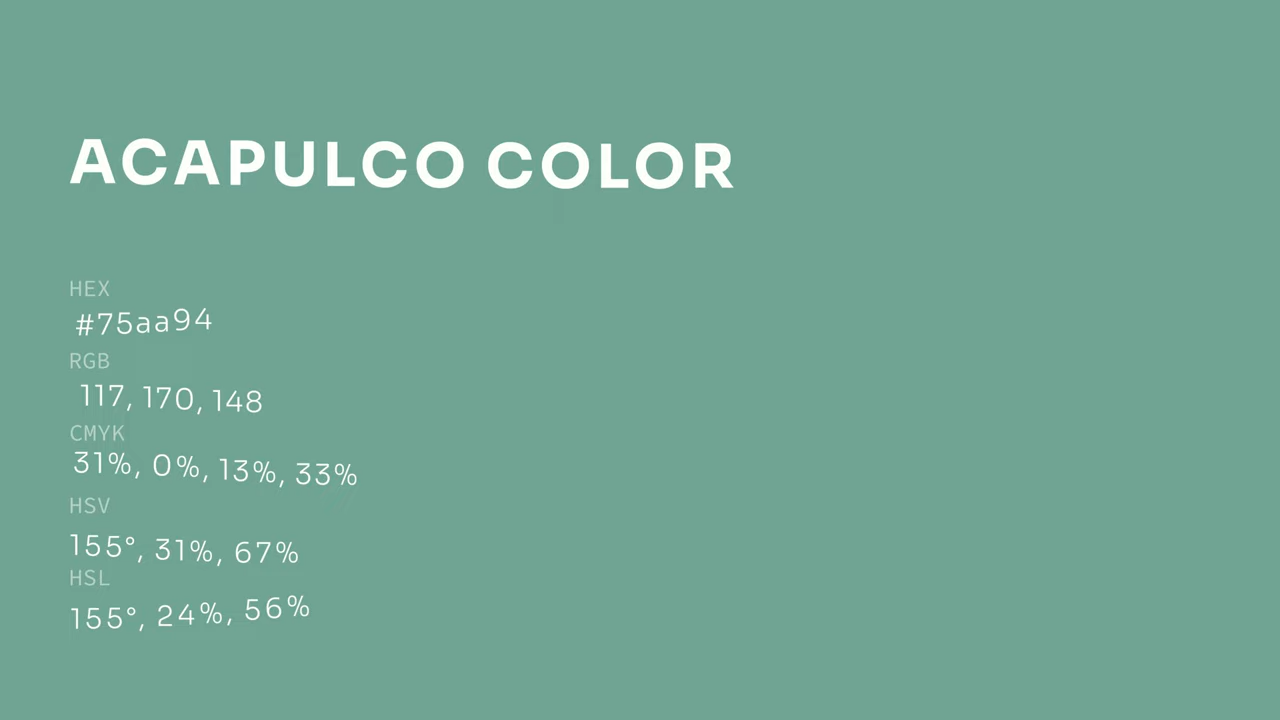 ACAPULCO COLOR
HEX
#75aa94
RGB
117, 170, 148
CMYK
31%, 0%, 13%, 33%
HSV
155°, 31%, 67%
HSL
155°, 24%, 56%